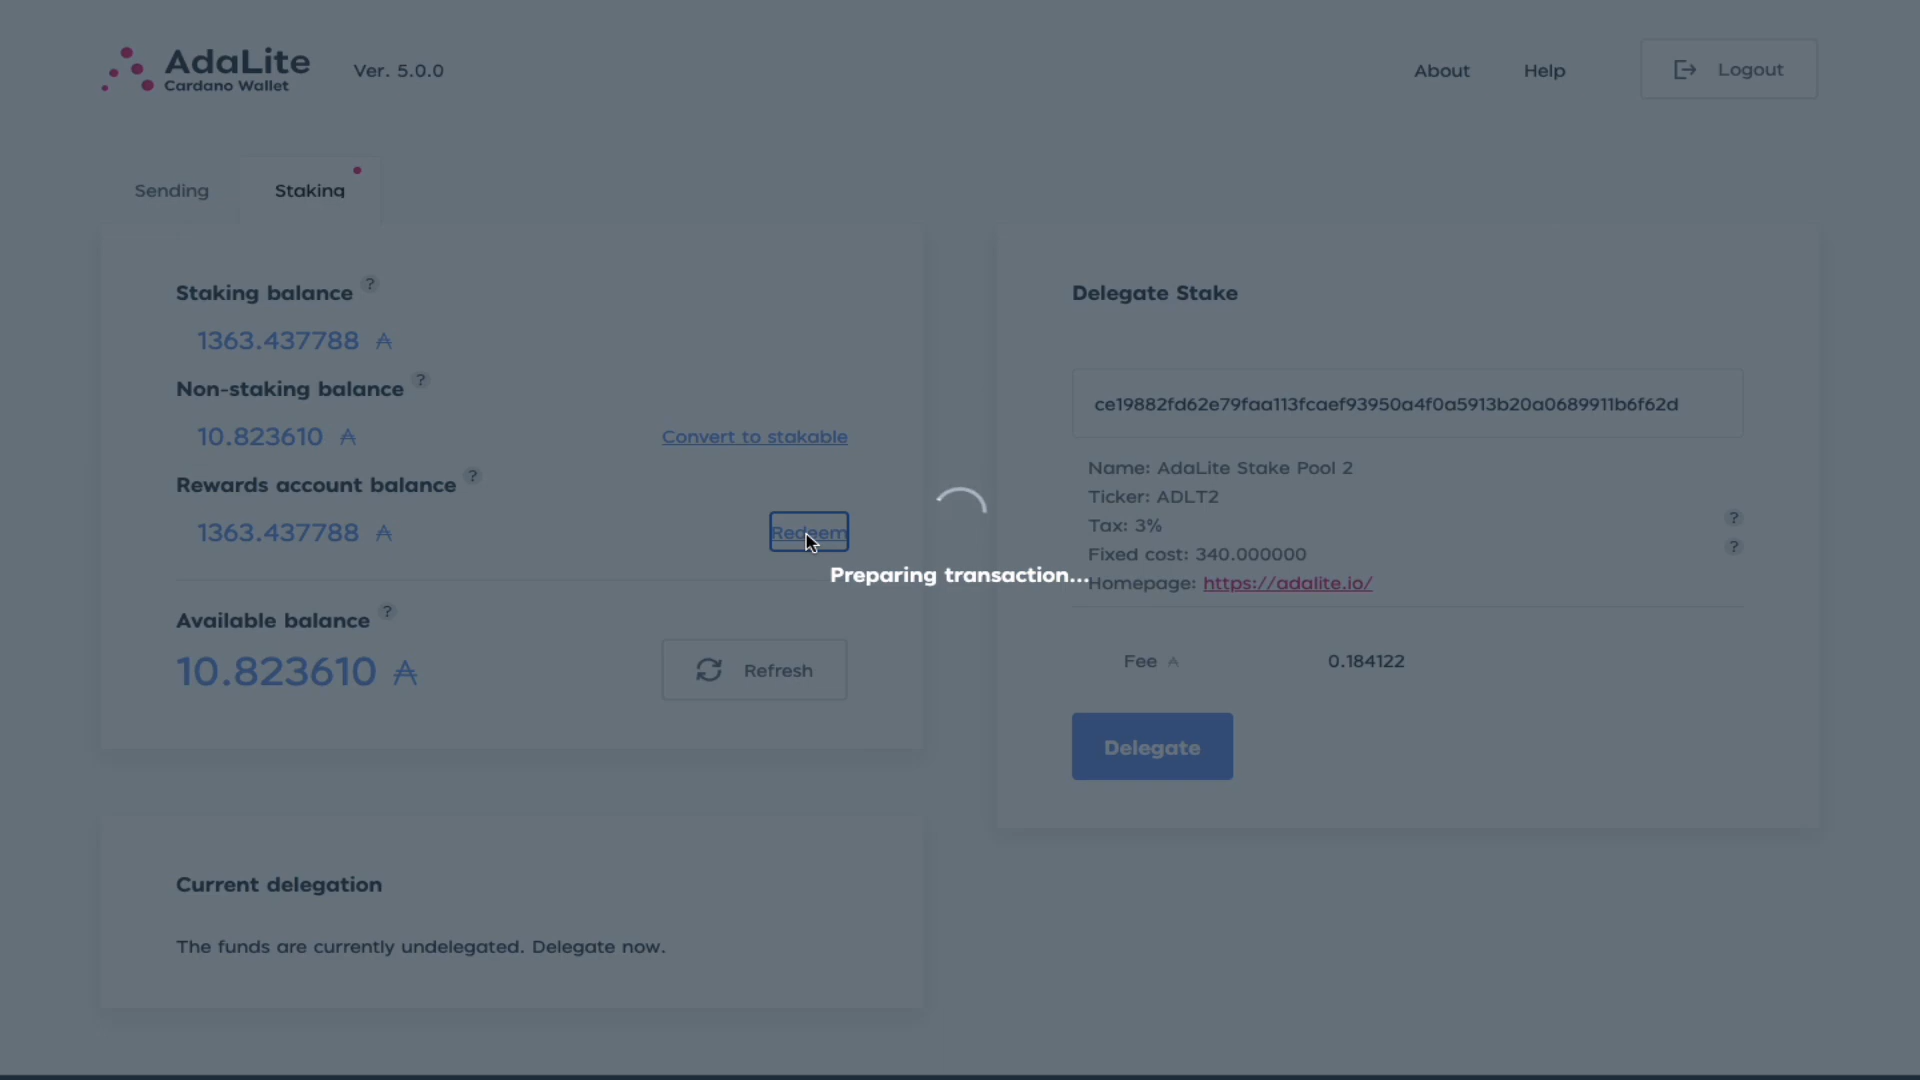 AdaLite
Cardano Wallet
Ver. 5.0.0
About
Help
Logout
Sending
Staking
Staking balance ?
1363.437788 ₳
Non-staking balance ?
10.823610 ₳
Convert to stakable
Rewards account balance ?
1363.437788 ₳
Redeem
Available balance ?
10.823610 ₳
Refresh
Current delegation
The funds are currently undelegated. Delegate now.
Preparing transaction...
Delegate Stake
ce19882fd62e79faa113fcaef93950a4f0a5913b20a0689911b6f62d
Name: AdaLite Stake Pool 2
Ticker: ADLT2
Tax: 3% ?
Fixed cost: 340.000000 ?
Homepage: https://adalite.io/
Fee ₳ 0.184122
Delegate